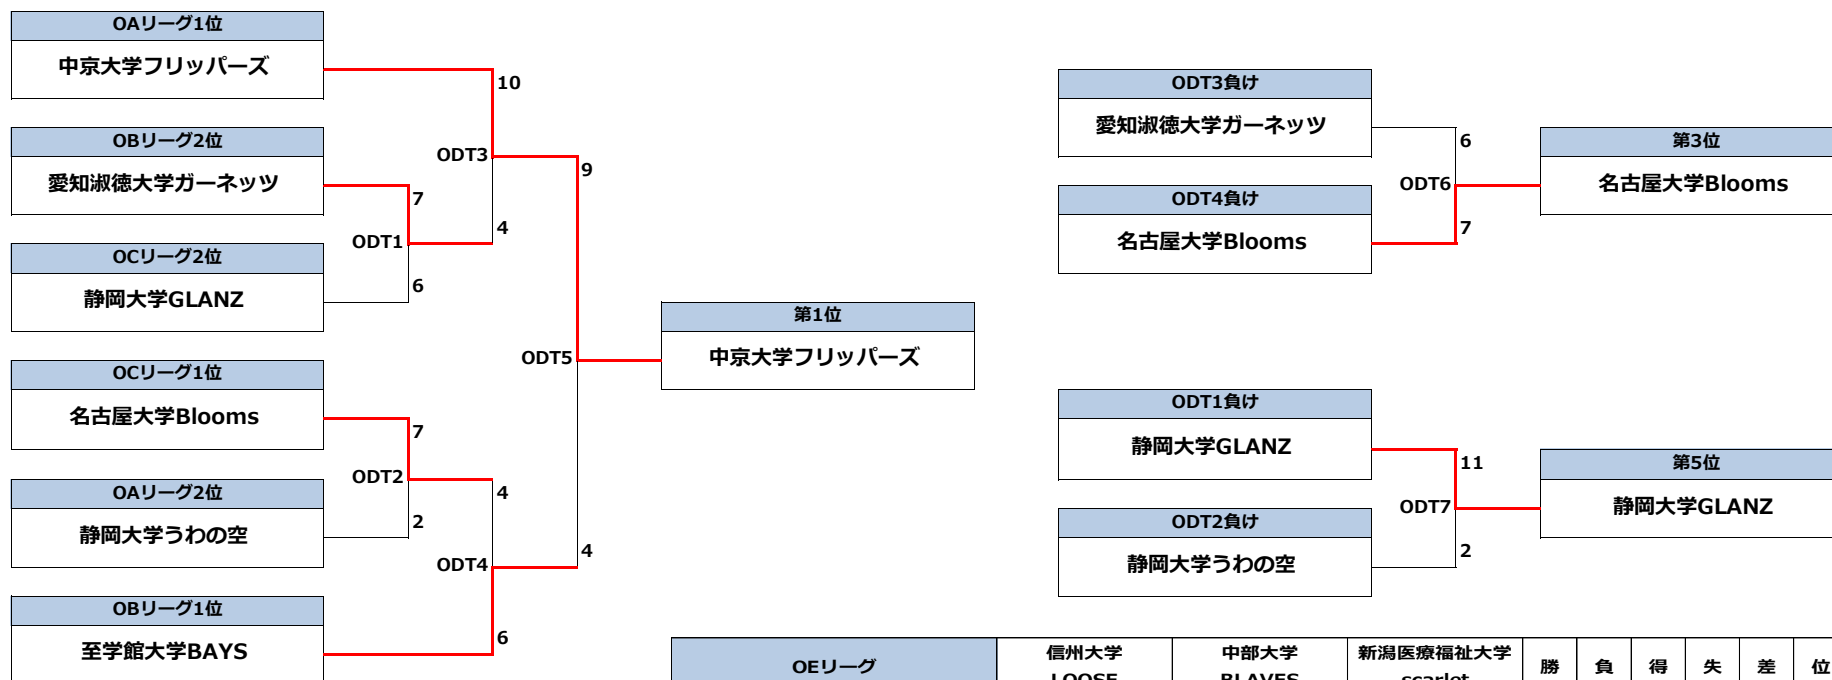 OAリーグ1位
中京大学フリッパーズ
10
OBリーグ2位
愛知淑徳大学ガーネッツ
7
ODT3
9
ODT1
4
OCリーグ2位
静岡大学GLANZ
6
第1位
中京大学フリッパーズ
ODT5
OCリーグ1位
名古屋大学Blooms
7
ODT2
4
OAリーグ2位
静岡大学うわの空
2
ODT4
4
OBリーグ1位
至学館大学BAYS
6
ODT3負け
愛知淑徳大学ガーネッツ
6
ODT6
第3位
名古屋大学Blooms
ODT4負け
名古屋大学Blooms
7
ODT1負け
静岡大学GLANZ
11
ODT7
第5位
静岡大学GLANZ
ODT2負け
静岡大学うわの空
2
OEリーグ
信州大学
LOOSE
中部大学
BLAVES
新潟医療福祉大学
scarlet
勝 負 得 失 差 位